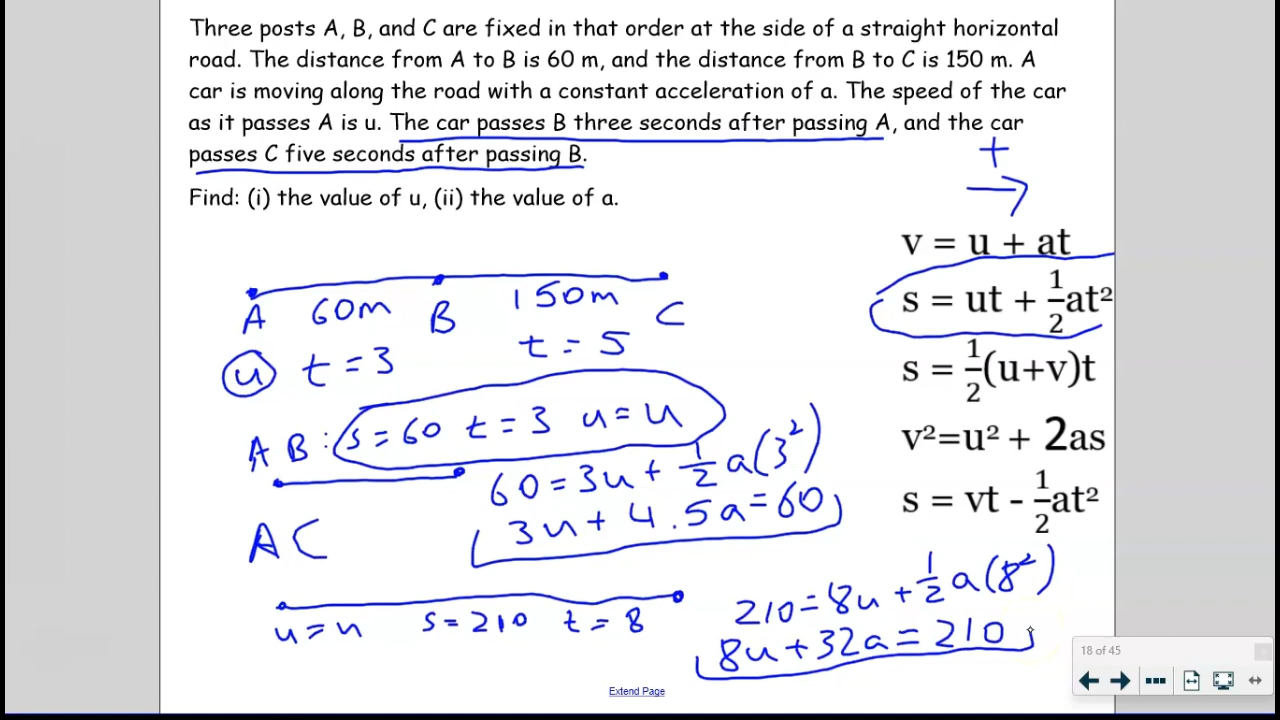 Three posts A, B, and C are fixed in that order at the side of a straight horizontal
road. The distance from A to B is 60 m, and the distance from B to C is 150 m. A
car is moving along the road with a constant acceleration of a. The speed of the car
as it passes A is u. The car passes B three seconds after passing A, and the car
passes C five seconds after passing B.
+
→
Find: (i) the value of u, (ii) the value of a.
v = u + at
s = ut + 1/2 at²
s = 1/2 (u+v)t
v²=u² + 2as
s = vt - 1/2 at²
A 60m B 150m C
u t = 3 t = 5
AB: s = 60 t = 3 u = u
60 = 3u + 1/2 a(3²)
3u + 4.5a = 60
AC
u = u s = 210 t = 8
210 = 8u + 1/2 a(8²)
8u + 32a = 210
18 of 45
Extend Page